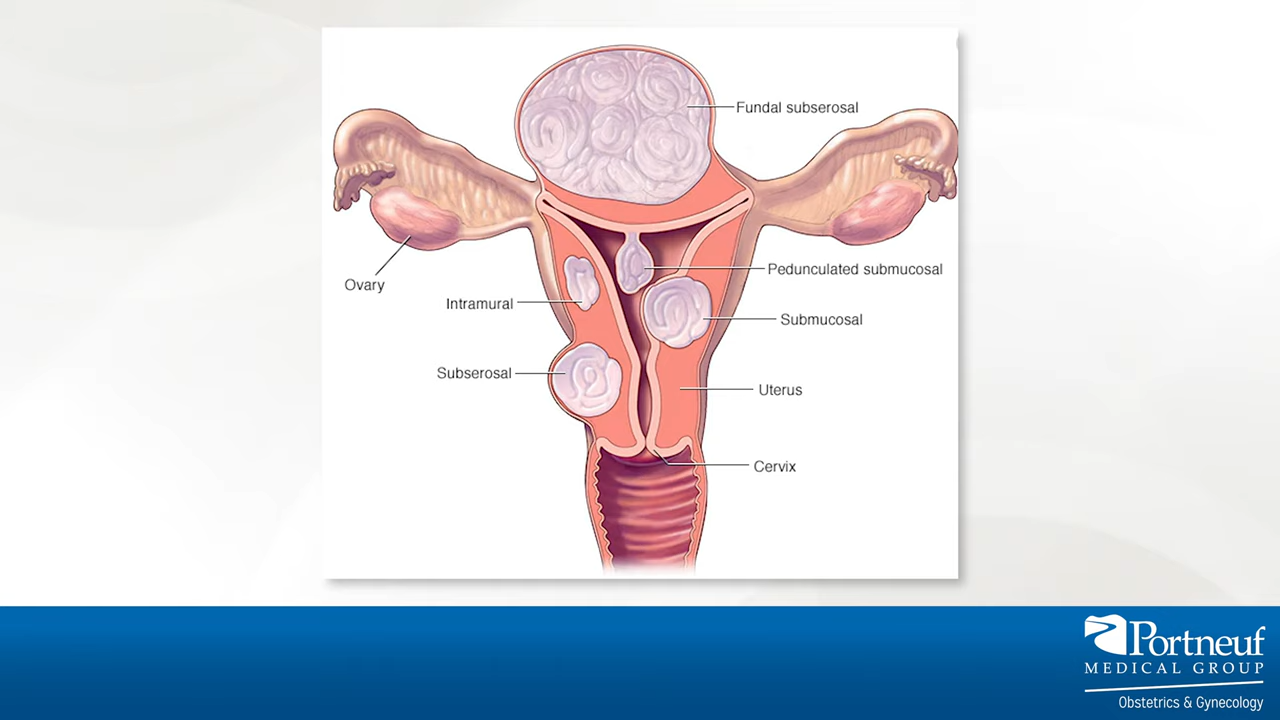 Fundal subserosal
Ovary
Pedunculated submucosal
Intramural
Submucosal
Subserosal
Uterus
Cervix
Portneuf
MEDICAL GROUP
Obstetrics & Gynecology